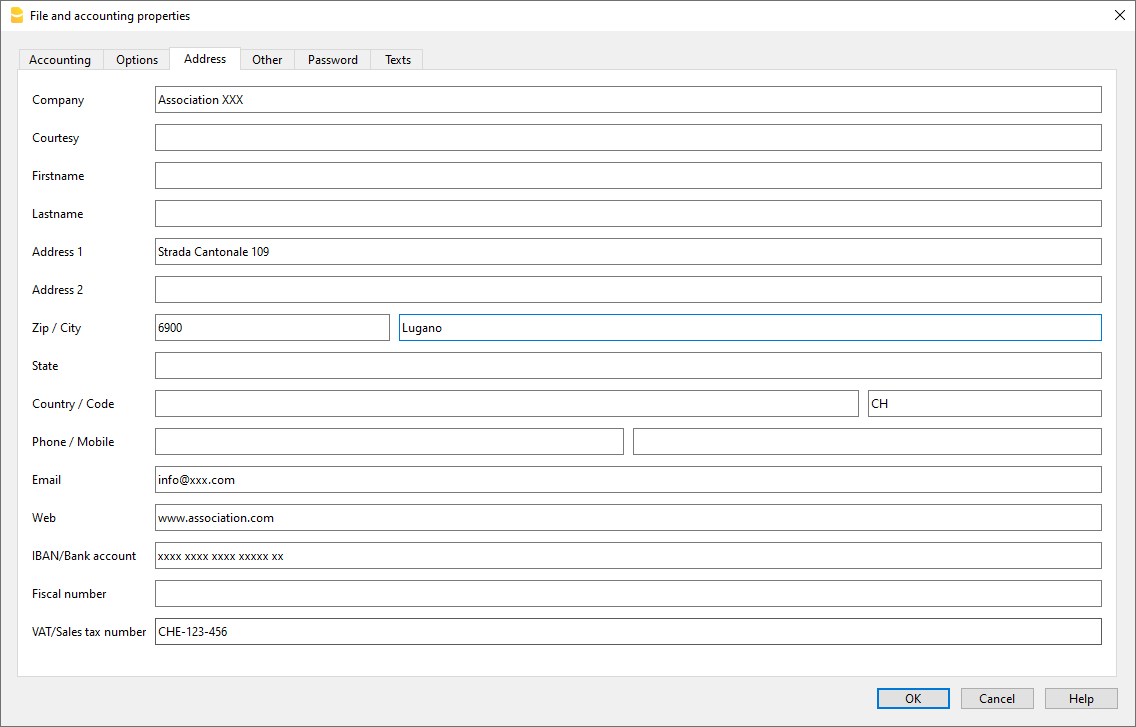 File and accounting properties
Accounting Options Address Other Password Texts
Company Association XXX
Courtesy
Firstname
Lastname
Address 1 Strada Cantonale 109
Address 2
Zip / City 6900 Lugano
State
Country / Code CH
Phone / Mobile
Email info@xxx.com
Web www.association.com
IBAN/Bank account xxxx xxxx xxxx xxxxx xx
Fiscal number
VAT/Sales tax number CHE-123-456
OK Cancel Help